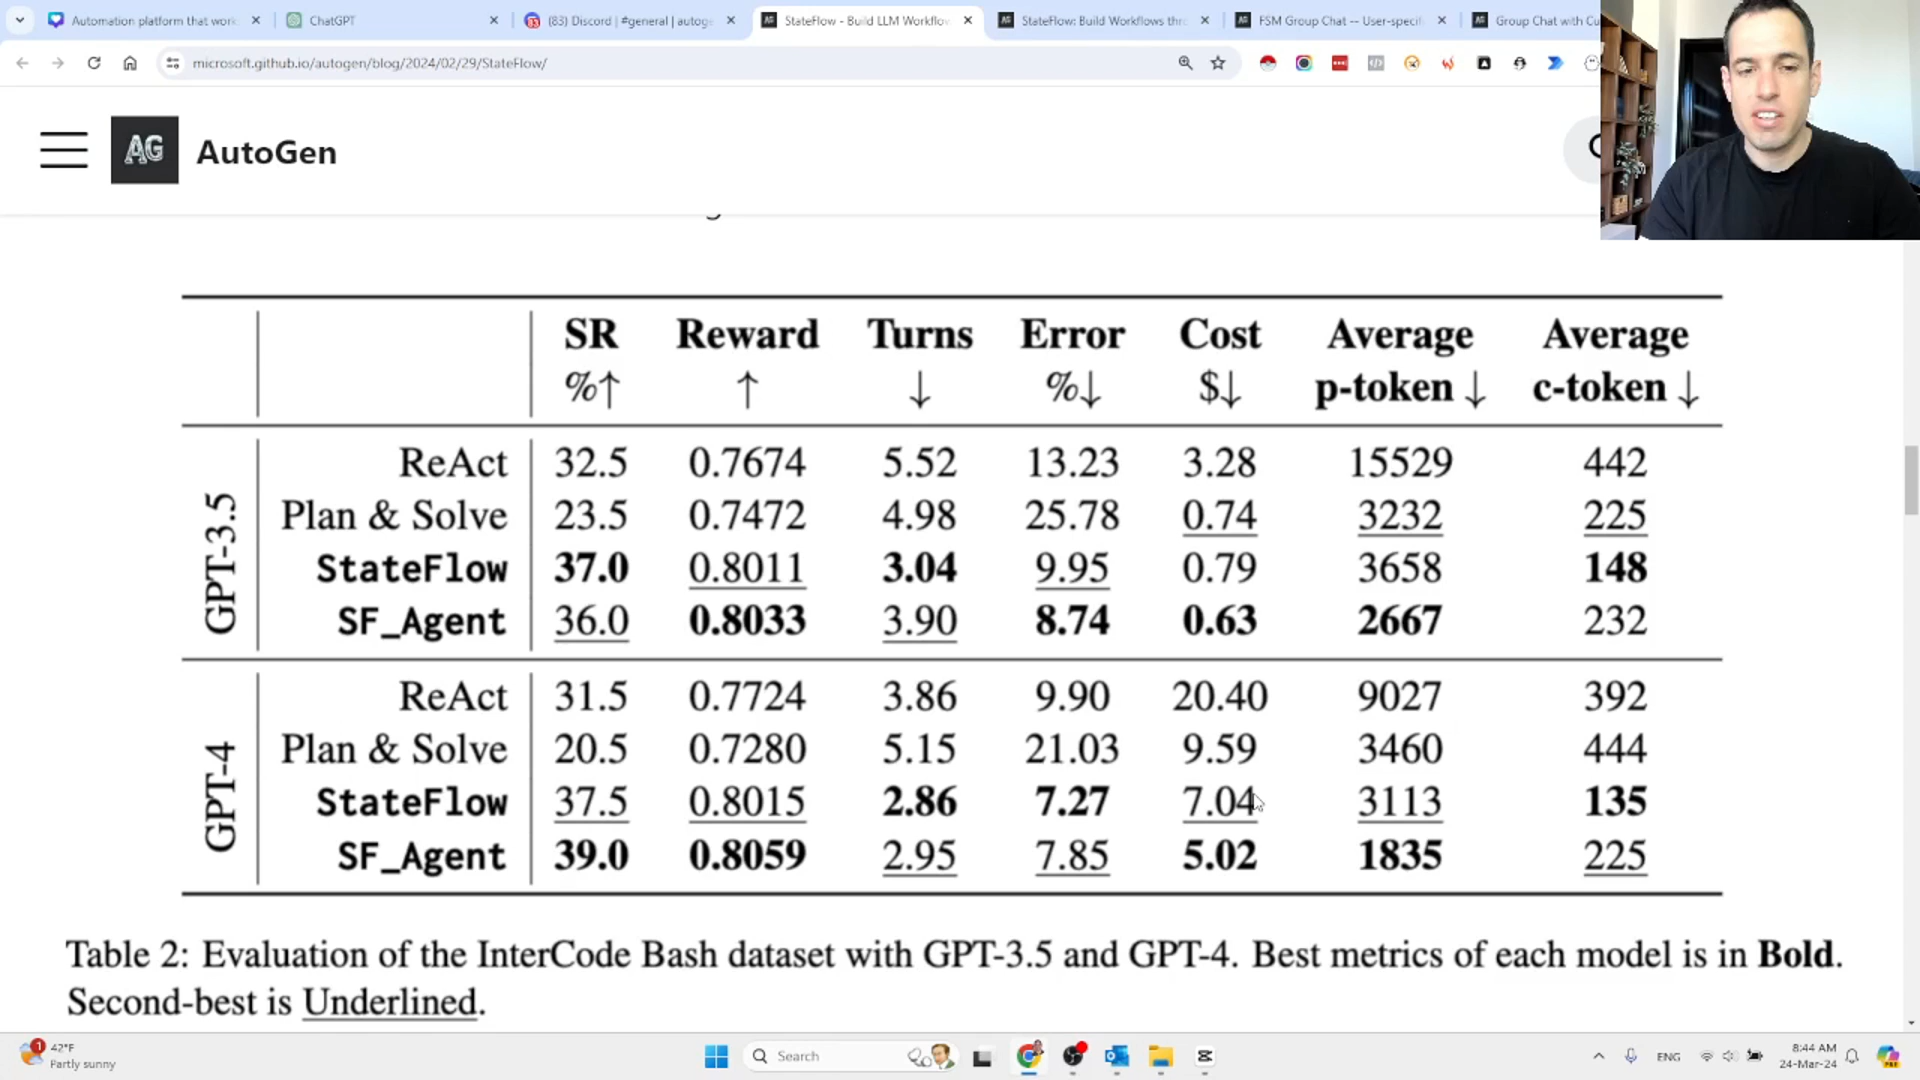 Automation platform that work
ChatGPT
(83) Discord | #general | autoge
StateFlow - Build LLM Workflow
StateFlow: Build Workflows thro
FSM Group Chat -- User-specif
Group Chat with Cu
microsoft.github.io/autogen/blog/2024/02/29/StateFlow/
AG AutoGen
SR Reward Turns Error Cost Average Average
%↑ ↑ ↓ %↓ $↓ p-token ↓ c-token ↓
GPT-3.5
ReAct 32.5 0.7674 5.52 13.23 3.28 15529 442
Plan & Solve 23.5 0.7472 4.98 25.78 0.74 3232 225
StateFlow 37.0 0.8011 3.04 9.95 0.79 3658 148
SF_Agent 36.0 0.8033 3.90 8.74 0.63 2667 232
GPT-4
ReAct 31.5 0.7724 3.86 9.90 20.40 9027 392
Plan & Solve 20.5 0.7280 5.15 21.03 9.59 3460 444
StateFlow 37.5 0.8015 2.86 7.27 7.04 3113 135
SF_Agent 39.0 0.8059 2.95 7.85 5.02 1835 225
Table 2: Evaluation of the InterCode Bash dataset with GPT-3.5 and GPT-4. Best metrics of each model is in Bold.
Second-best is Underlined.
1
42°F
Partly sunny
Search
ENG
8:44 AM
24-Mar-24